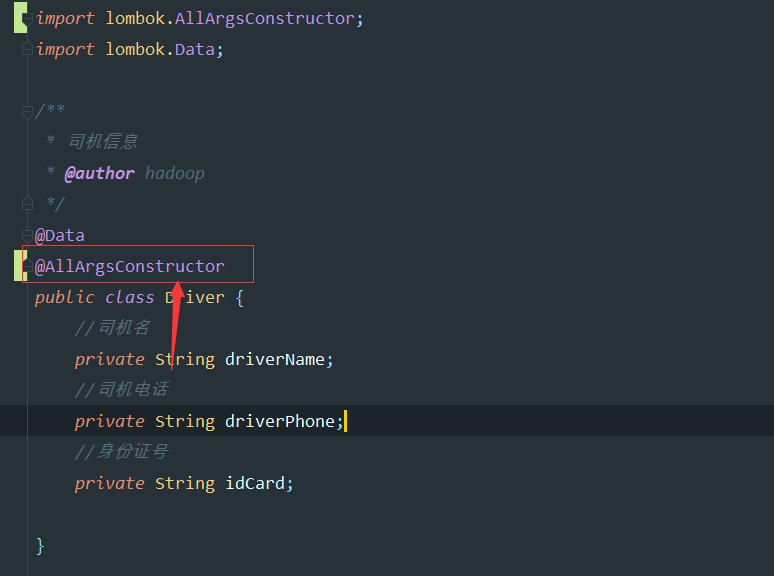 import lombok.AllArgsConstructor;
import lombok.Data;
/**
* 司机信息
* @author hadoop
*/
@Data
@AllArgsConstructor
public class Driver {
//司机名
private String driverName;
//司机电话
private String driverPhone;
//身份证号
private String idCard;
}